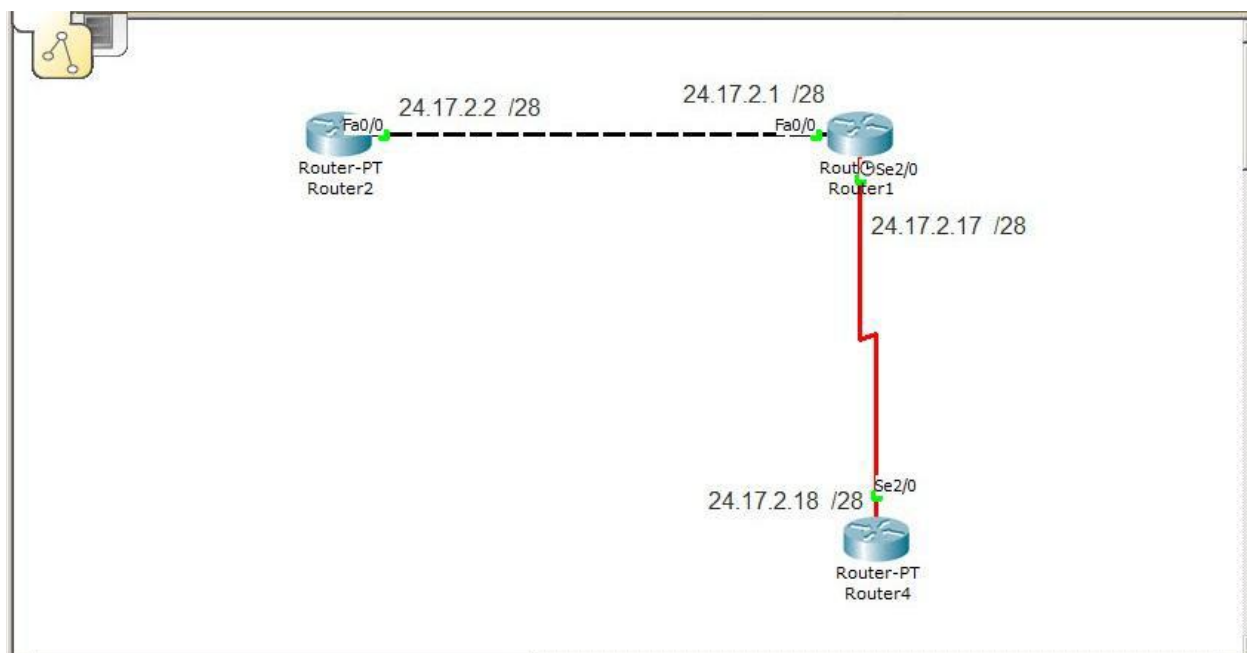 24.17.2.2 /28
24.17.2.1 /28
Fa0/0
Fa0/0
Router-PT
Router2
Rout
Se2/0
Router1
24.17.2.17 /28
24.17.2.18 /28
Se2/0
Router-PT
Router4